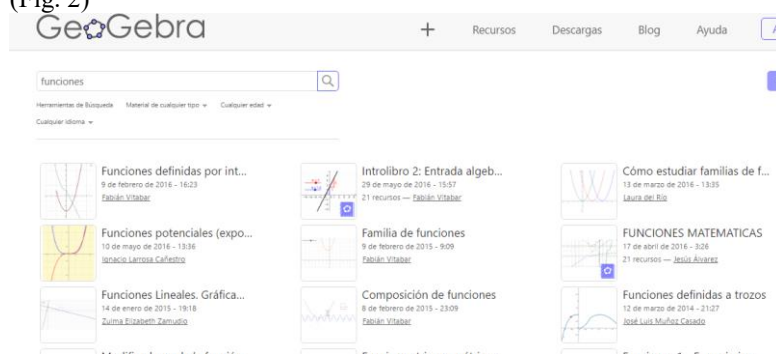 (Fig. 2)
GeoGebra
+ Recursos Descargas Blog Ayuda
funciones
Herramientas de Búsqueda Material de cualquier tipo Cualquier edad
Cualquier idioma
Funciones definidas por int...
9 de febrero de 2016 - 16:23
Fabián Vitabar
Introlibro 2: Entrada algeb...
29 de mayo de 2016 - 15:57
21 recursos — Fabián Vitabar
Cómo estudiar familias de f...
13 de marzo de 2016 - 13:35
Laura del Río
Funciones potenciales (expo...
10 de mayo de 2016 - 13:36
Ignacio Larrosa Cañestro
Familia de funciones
9 de febrero de 2015 - 9:09
Fabián Vitabar
FUNCIONES MATEMATICAS
17 de abril de 2016 - 3:26
21 recursos — Jesús Álvarez
Funciones Lineales. Gráfica...
14 de enero de 2015 - 19:18
Zulma Elizabeth Zamudio
Composición de funciones
8 de febrero de 2015 - 23:09
Fabián Vitabar
Funciones definidas a trozos
12 de marzo de 2014 - 21:27
José Luis Muñoz Casado